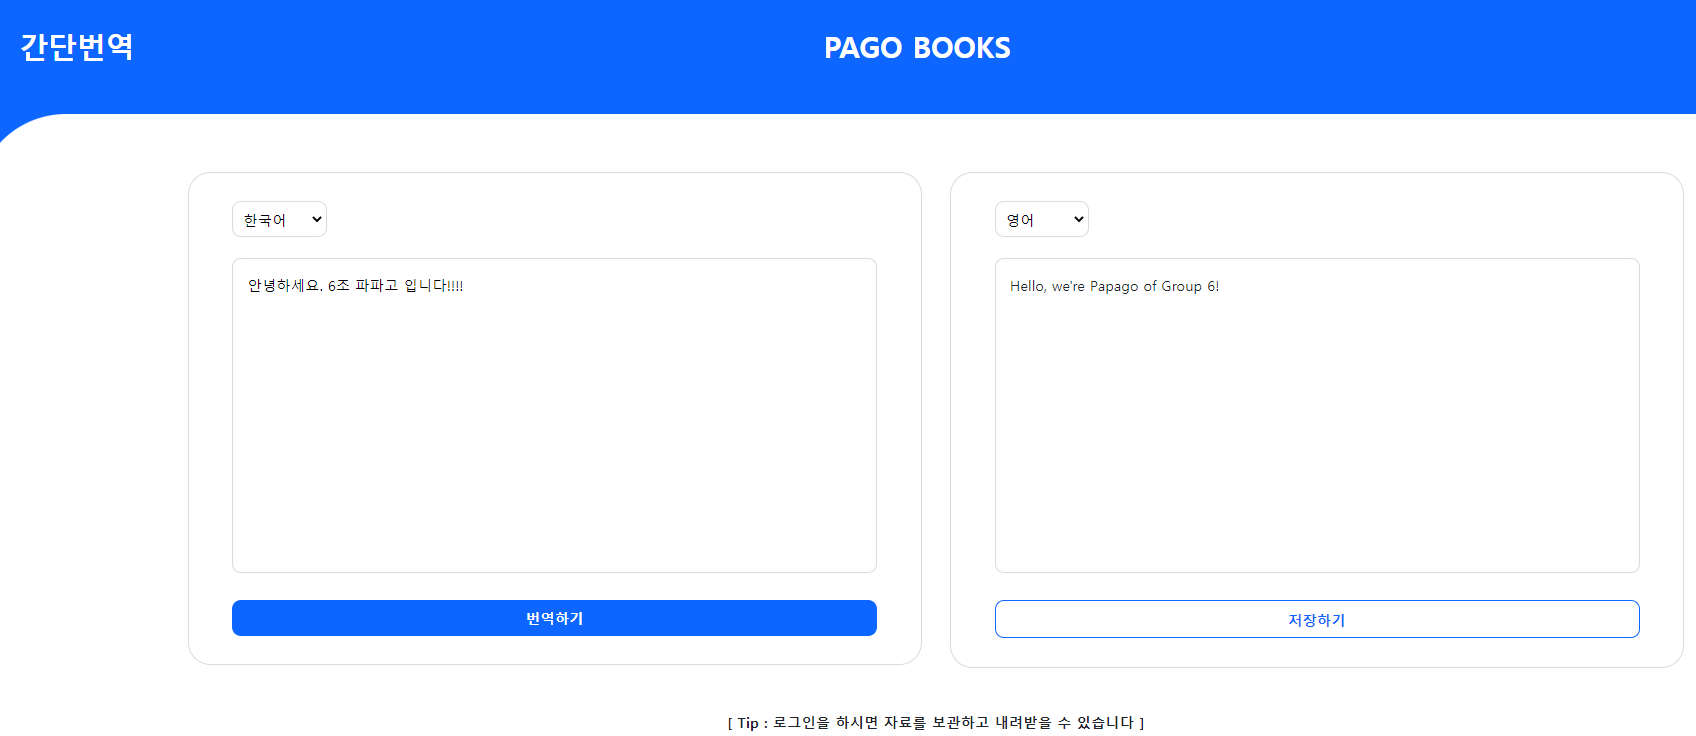 간단번역
PAGO BOOKS
한국어
안녕하세요. 6조 파파고 입니다!!!!
번역하기
영어
Hello, we're Papago of Group 6!
저장하기
[ Tip : 로그인을 하시면 자료를 보관하고 내려받을 수 있습니다 ]